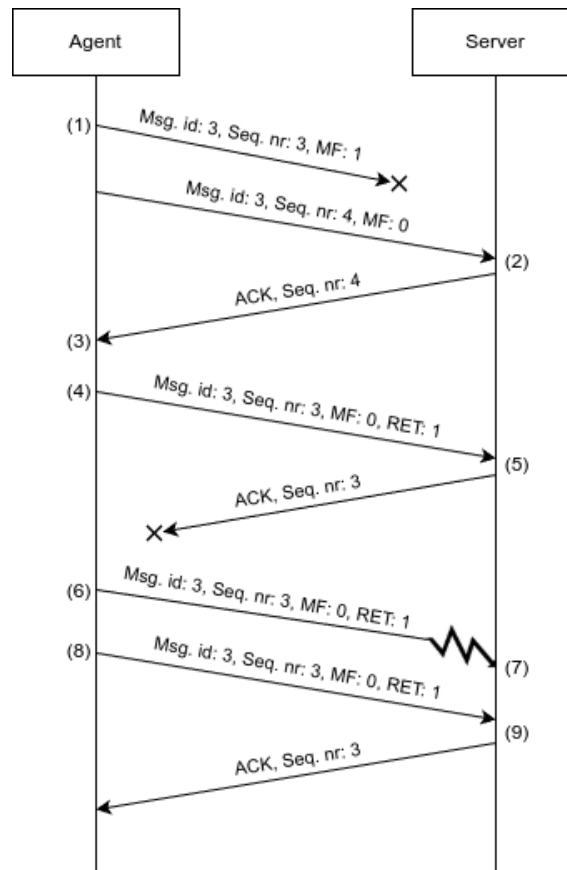 Agent
Server
(1)
Msg. id: 3, Seq. nr: 3, MF: 1
Msg. id: 3, Seq. nr: 4, MF: 0
(2)
ACK, Seq. nr: 4
(3)
(4)
Msg. id: 3, Seq. nr: 3, MF: 0, RET: 1
(5)
ACK, Seq. nr: 3
(6)
Msg. id: 3, Seq. nr: 3, MF: 0, RET: 1
(7)
(8)
Msg. id: 3, Seq. nr: 3, MF: 0, RET: 1
(9)
ACK, Seq. nr: 3